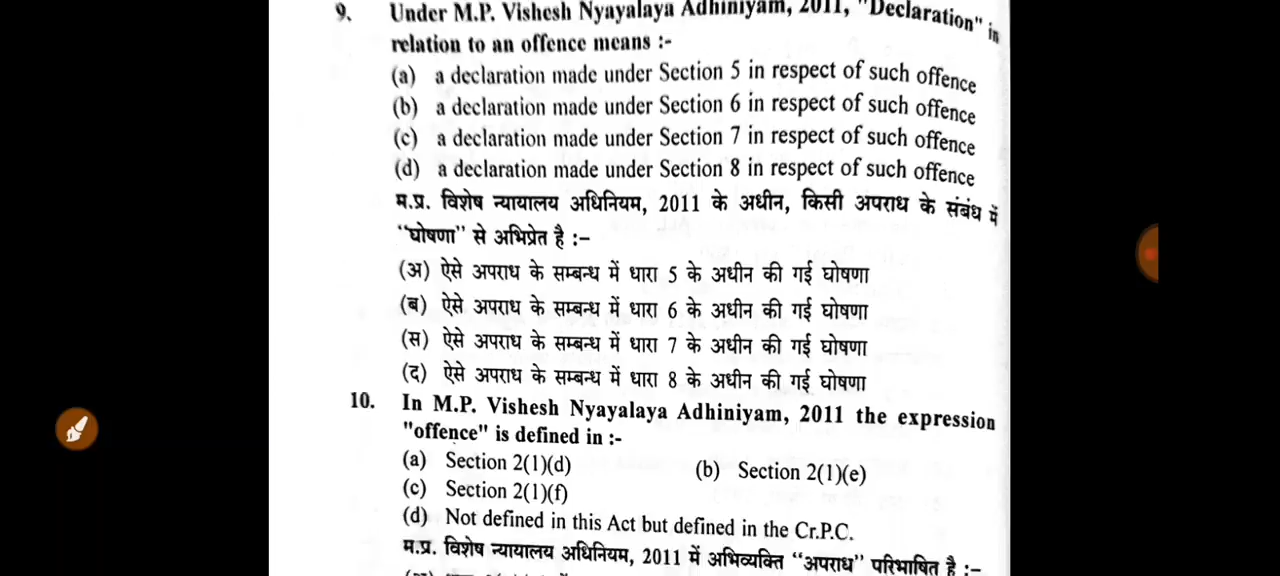 9. Under M.P. Vishesh Nyayalaya Adhiniyam, 2011, "Declaration" in
relation to an offence means :-
(a) a declaration made under Section 5 in respect of such offence
(b) a declaration made under Section 6 in respect of such offence
(c) a declaration made under Section 7 in respect of such offence
(d) a declaration made under Section 8 in respect of such offence
म.प्र. विशेष न्यायालय अधिनियम, 2011 के अधीन, किसी अपराध के संबंध में
"घोषणा" से अभिप्रेत है :-
(अ) ऐसे अपराध के सम्बन्ध में धारा 5 के अधीन की गई घोषणा
(ब) ऐसे अपराध के सम्बन्ध में धारा 6 के अधीन की गई घोषणा
(स) ऐसे अपराध के सम्बन्ध में धारा 7 के अधीन की गई घोषणा
(द) ऐसे अपराध के सम्बन्ध में धारा 8 के अधीन की गई घोषणा
10. In M.P. Vishesh Nyayalaya Adhiniyam, 2011 the expression
"offence" is defined in :-
(a) Section 2(1)(d) (b) Section 2(1)(e)
(c) Section 2(1)(f)
(d) Not defined in this Act but defined in the Cr.P.C.
म.प्र. विशेष न्यायालय अधिनियम, 2011 में अभिव्यक्ति "अपराध" परिभाषित है :-